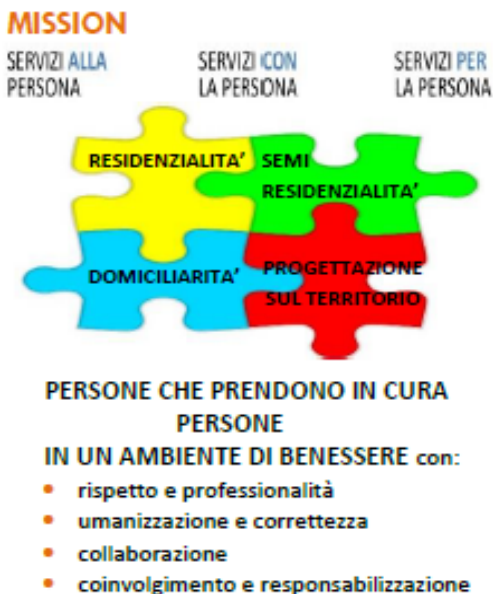 MISSION
SERVIZI ALLA
PERSONA
SERVIZI CON
LA PERSONA
SERVIZI PER
LA PERSONA
RESIDENZIALITA'
SEMI
RESIDENZIALITA'
DOMICILIARITA'
PROGETTAZIONE
SUL TERRITORIO
PERSONE CHE PRENDONO IN CURA
PERSONE
IN UN AMBIENTE DI BENESSERE con:
• rispetto e professionalità
• umanizzazione e correttezza
• collaborazione
• coinvolgimento e responsabilizzazione